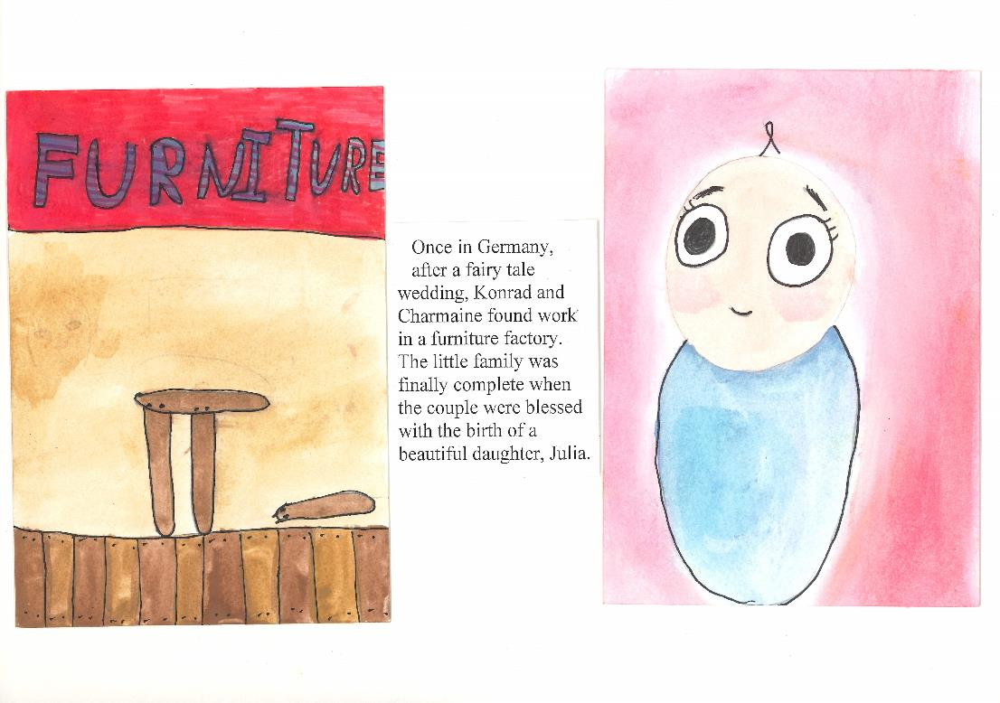 FURNITURE
Once in Germany,
after a fairy tale
wedding, Konrad and
Charmaine found work
in a furniture factory.
The little family was
finally complete when
the couple were blessed
with the birth of a
beautiful daughter, Julia.